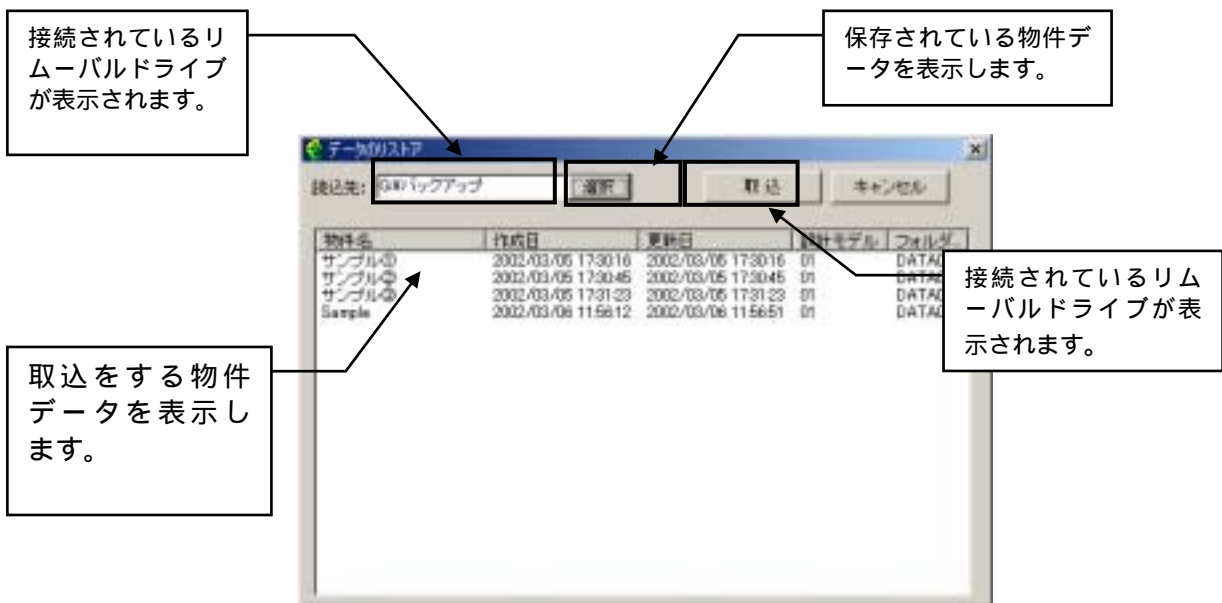 接続されているリ
ムーバルドライブ
が表示されます。
保存されている物件デ
ータを表示します。
データのリストア
読込先: G:¥バックアップ 選択 取込 キャンセル
物件名 作成日 更新日 設計モデル フォルダ
サンプル① 2002/03/05 17:30:16 2002/03/05 17:30:16 01
サンプル② 2002/03/05 17:30:45 2002/03/05 17:30:45 01
サンプル③ 2002/03/05 17:31:23 2002/03/05 17:31:23 01
Sample 2002/03/06 11:56:12 2002/03/06 11:56:51 01
接続されているリム
ーバルドライブが表
示されます。
取込をする物件
データを表示し
ます。